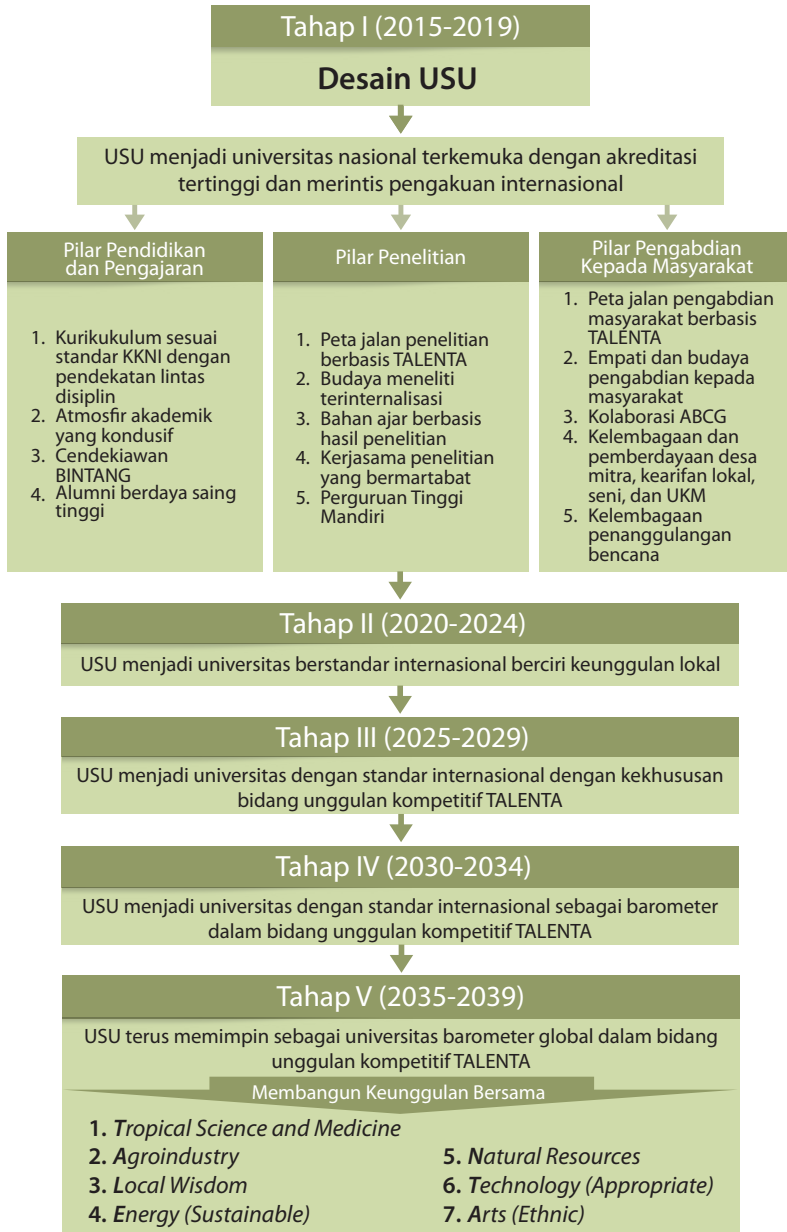 Tahap I (2015-2019)
Desain USU
USU menjadi universitas nasional terkemuka dengan akreditasi
tertinggi dan merintis pengakuan internasional
Pilar Pendidikan
dan Pengajaran
1. Kurikukulum sesuai
standar KKNI dengan
pendekatan lintas
disiplin
2. Atmosfir akademik
yang kondusif
3. Cendekiawan
BINTANG
4. Alumni berdaya saing
tinggi
Pilar Penelitian
1. Peta jalan penelitian
berbasis TALENTA
2. Budaya meneliti
terinternalisasi
3. Bahan ajar berbasis
hasil penelitian
4. Kerjasama penelitian
yang bermartabat
5. Perguruan Tinggi
Mandiri
Pilar Pengabdian
Kepada Masyarakat
1. Peta jalan pengabdian
masyarakat berbasis
TALENTA
2. Empati dan budaya
pengabdian kepada
masyarakat
3. Kolaborasi ABCG
4. Kelembagaan dan
pemberdayaan desa
mitra, kearifan lokal,
seni, dan UKM
5. Kelembagaan
penanggulangan
bencana
Tahap II (2020-2024)
USU menjadi universitas berstandar internasional berciri keunggulan lokal
Tahap III (2025-2029)
USU menjadi universitas dengan standar internasional dengan kekhususan
bidang unggulan kompetitif TALENTA
Tahap IV (2030-2034)
USU menjadi universitas dengan standar internasional sebagai barometer
dalam bidang unggulan kompetitif TALENTA
Tahap V (2035-2039)
USU terus memimpin sebagai universitas barometer global dalam bidang
unggulan kompetitif TALENTA
Membangun Keunggulan Bersama
1. Tropical Science and Medicine
2. Agroindustry
3. Local Wisdom
4. Energy (Sustainable)
5. Natural Resources
6. Technology (Appropriate)
7. Arts (Ethnic)